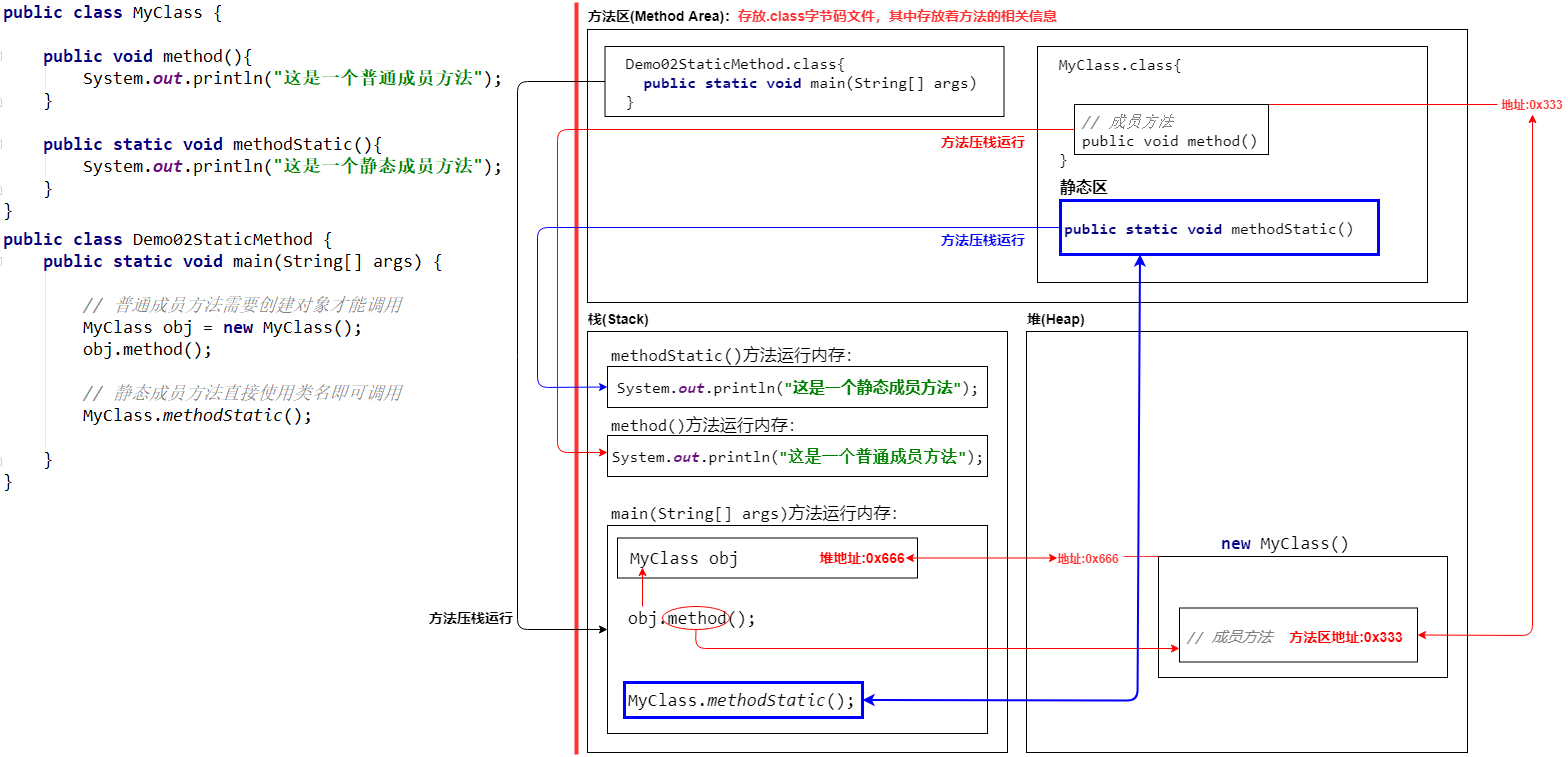 public class MyClass {
public void method(){
System.out.println("这是一个普通成员方法");
}
public static void methodStatic(){
System.out.println("这是一个静态成员方法");
}
}
public class Demo02StaticMethod {
public static void main(String[] args) {
// 普通成员方法需要创建对象才能调用
MyClass obj = new MyClass();
obj.method();
// 静态成员方法直接使用类名即可调用
MyClass.methodStatic();
}
}
方法区(Method Area)：存放.class字节码文件，其中存放着方法的相关信息
Demo02StaticMethod.class{
public static void main(String[] args)
}
MyClass.class{
// 成员方法
public void method()
}
地址:0x333
方法压栈运行
静态区
public static void methodStatic()
方法压栈运行
栈(Stack)
methodStatic()方法运行内存：
System.out.println("这是一个静态成员方法");
method()方法运行内存：
System.out.println("这是一个普通成员方法");
main(String[] args)方法运行内存：
MyClass obj 堆地址:0x666
obj.method();
MyClass.methodStatic();
方法压栈运行
堆(Heap)
new MyClass()
地址:0x666
// 成员方法 方法区地址:0x333